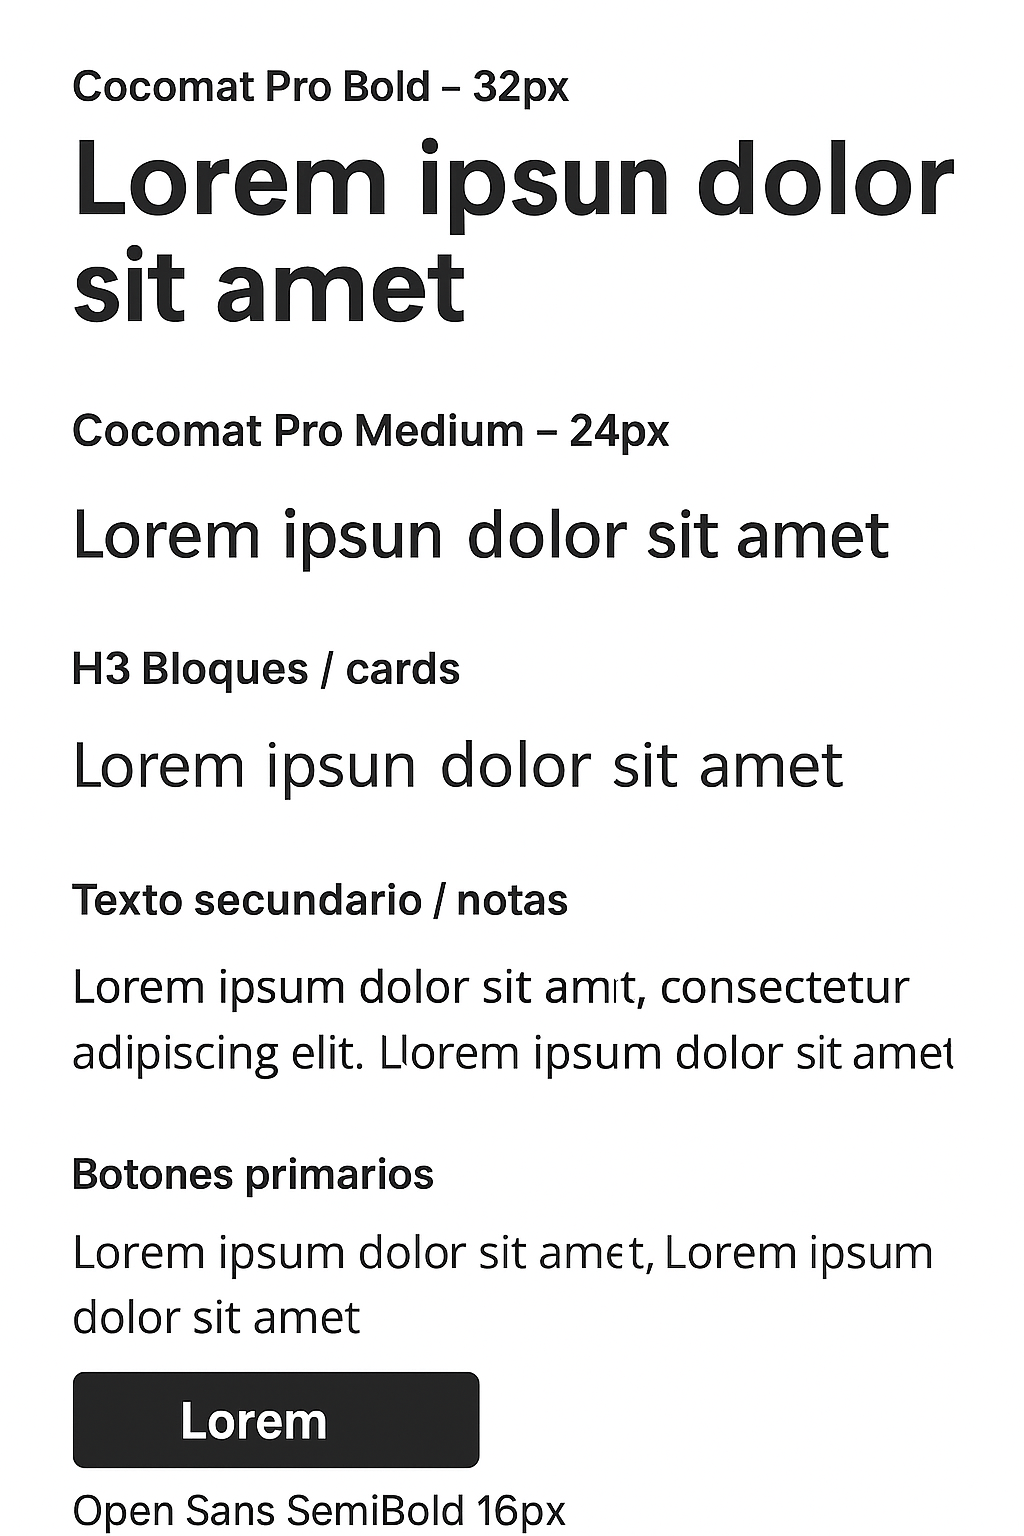 Cocomat Pro Bold – 32px
Lorem ipsun dolor
sit amet
Cocomat Pro Medium – 24px
Lorem ipsun dolor sit amet
H3 Bloques / cards
Lorem ipsun dolor sit amet
Texto secundario / notas
Lorem ipsum dolor sit amıt, consectetur
adipiscing elit. Llorem ipsum dolor sit amet
Botones primarios
Lorem ipsum dolor sit amet, Lorem ipsum
dolor sit amet
Lorem
Open Sans SemiBold 16px